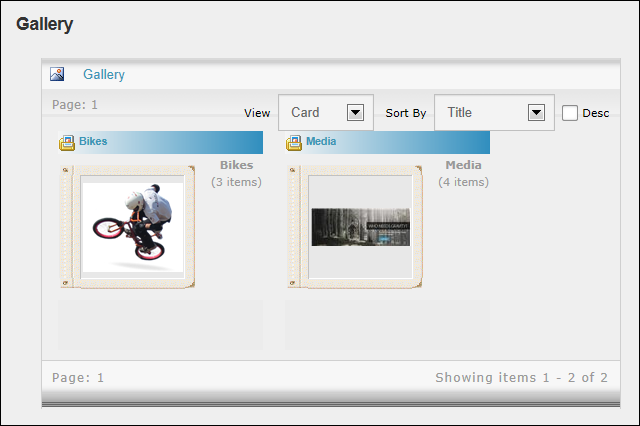 Gallery
Gallery
Page: 1
View Card Sort By Title Desc
Bikes
Bikes
(3 items)
Media
Media
(4 items)
WHO NEEDS GRAVITY?
Page: 1
Showing items 1 - 2 of 2